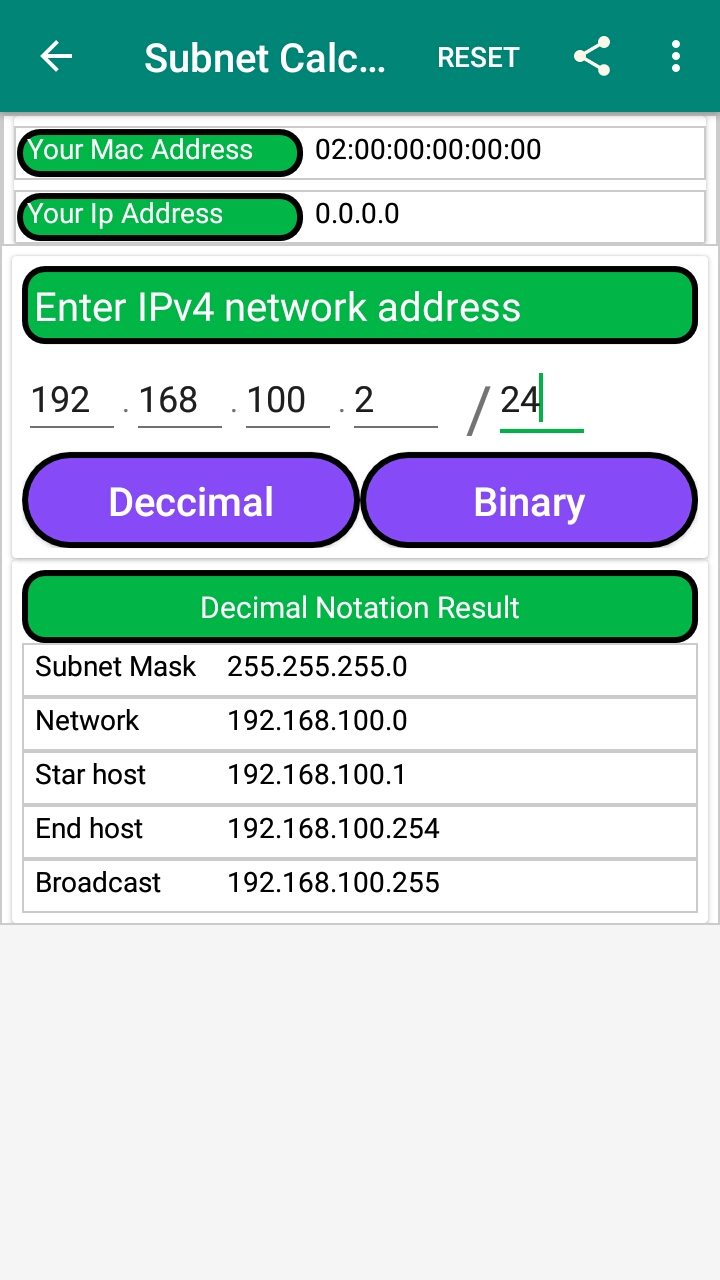 Subnet Calc... RESET
Your Mac Address 02:00:00:00:00:00
Your Ip Address 0.0.0.0
Enter IPv4 network address
192 . 168 . 100 . 2 / 24
Deccimal Binary
Decimal Notation Result
Subnet Mask 255.255.255.0
Network 192.168.100.0
Star host 192.168.100.1
End host 192.168.100.254
Broadcast 192.168.100.255